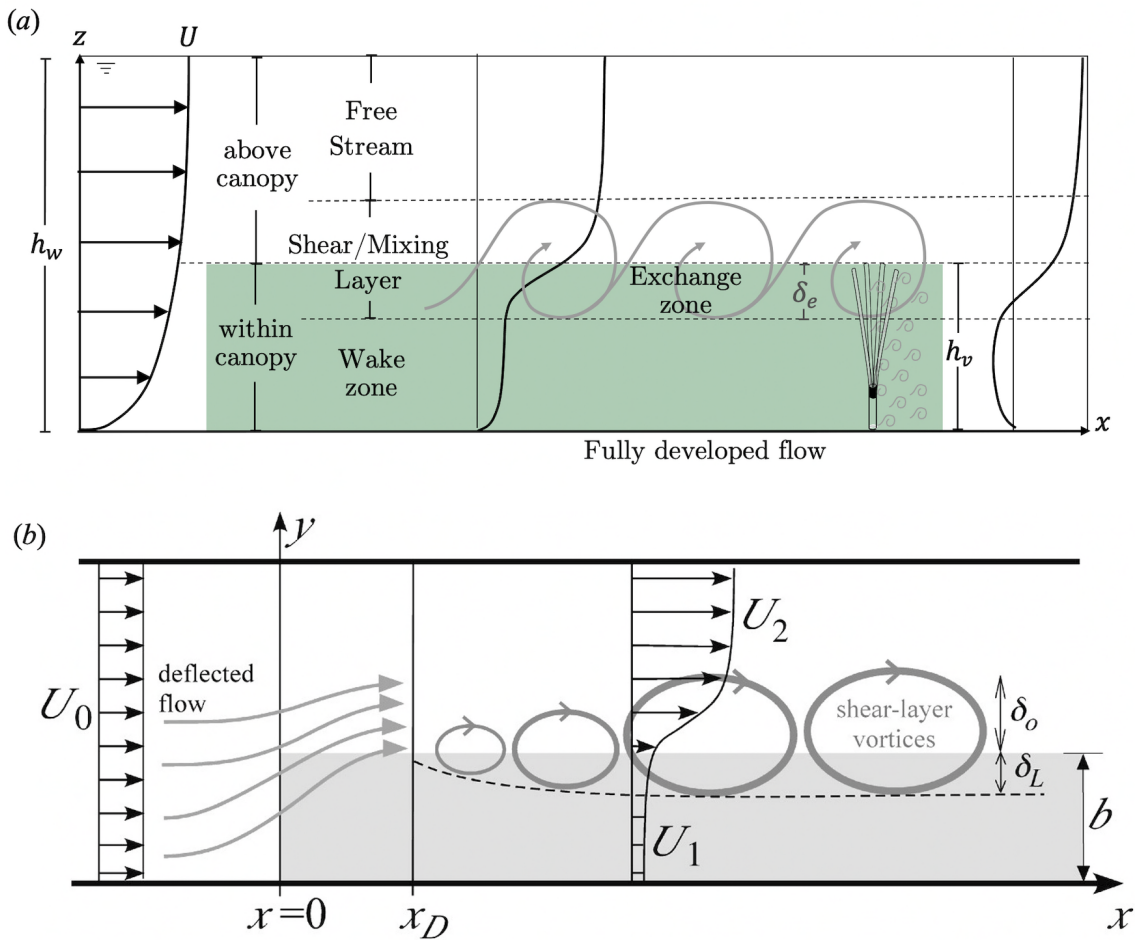 (a)
z
U
h_w
above
canopy
Free
Stream
Shear/Mixing
Layer
within
canopy
Wake
zone
Exchange
zone
δ_e
h_v
x
Fully developed flow
(b)
y
U_0
deflected
flow
U_2
shear-layer
vortices
δ_o
δ_L
b
U_1
x=0
x_D
x